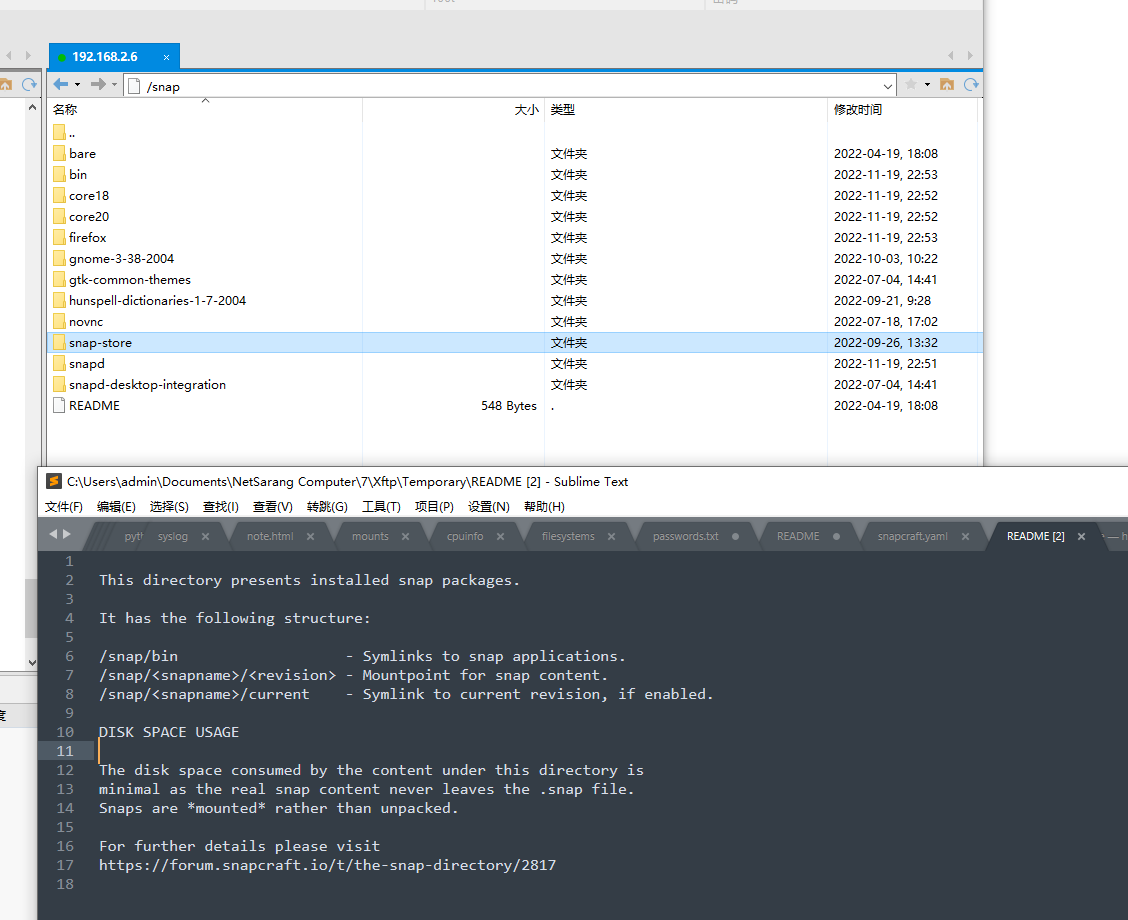 192.168.2.6 ×
/snap
名称 大小 类型 修改时间
..
bare 文件夹 2022-04-19, 18:08
bin 文件夹 2022-11-19, 22:53
core18 文件夹 2022-11-19, 22:52
core20 文件夹 2022-11-19, 22:52
firefox 文件夹 2022-11-19, 22:53
gnome-3-38-2004 文件夹 2022-10-03, 10:22
gtk-common-themes 文件夹 2022-07-04, 14:41
hunspell-dictionaries-1-7-2004 文件夹 2022-09-21, 9:28
novnc 文件夹 2022-07-18, 17:02
snap-store 文件夹 2022-09-26, 13:32
snapd 文件夹 2022-11-19, 22:51
snapd-desktop-integration 文件夹 2022-07-04, 14:41
README 548 Bytes . 2022-04-19, 18:08
C:\Users\admin\Documents\NetSarang Computer\7\Xftp\Temporary\README [2] - Sublime Text
文件(F) 编辑(E) 选择(S) 查找(I) 查看(V) 转跳(G) 工具(T) 项目(P) 设置(N) 帮助(H)
pyt syslog note.html mounts cpuinfo filesystems passwords.txt README snapcraft.yaml README [2] — h
1
2 This directory presents installed snap packages.
3
4 It has the following structure:
5
6 /snap/bin - Symlinks to snap applications.
7 /snap/<snapname>/<revision> - Mountpoint for snap content.
8 /snap/<snapname>/current - Symlink to current revision, if enabled.
9
10 DISK SPACE USAGE
11
12 The disk space consumed by the content under this directory is
13 minimal as the real snap content never leaves the .snap file.
14 Snaps are *mounted* rather than unpacked.
15
16 For further details please visit
17 https://forum.snapcraft.io/t/the-snap-directory/2817
18